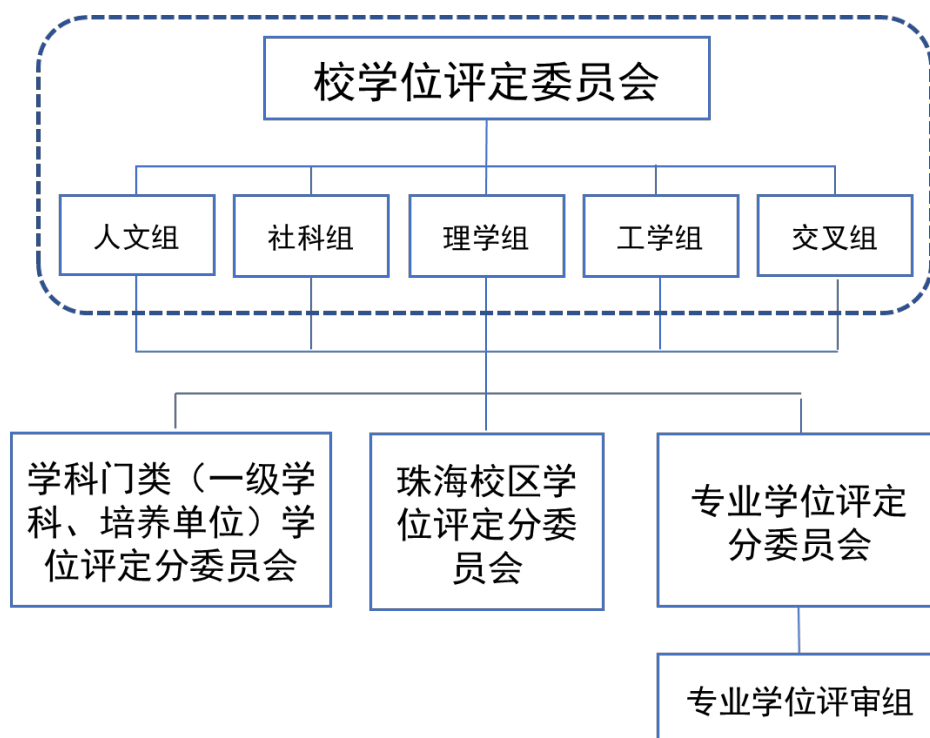 校学位评定委员会
人文组
社科组
理学组
工学组
交叉组
学科门类（一级学
科、培养单位）学
位评定分委员会
珠海校区学
位评定分委
员会
专业学位评定
分委员会
专业学位评审组